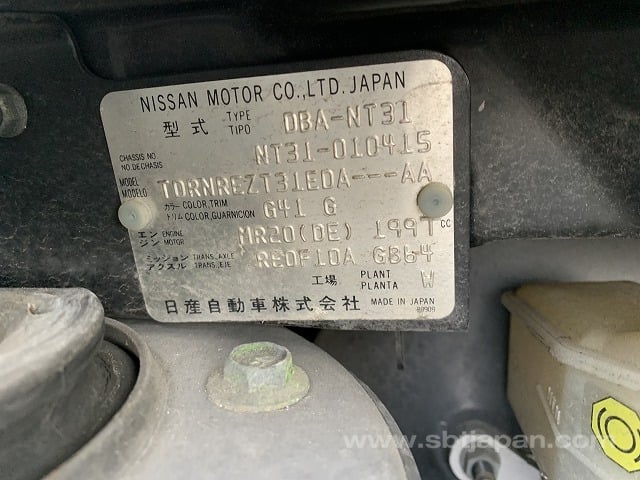 NISSAN MOTOR CO.,LTD. JAPAN
型式 TYPE TIPO DBA-NT31
CHASSIS NO NO DECHASIS NT31-010415
MODEL MODELO TDRNREZT31EDA---AA
カラー COLOR,TRIM トリム COLOR,GUARNICION G41 G
エンジン ENGINE MOTOR MR20(DE) 1997 CC
ミッション TRANS.,AXLE アクスル TRANS.,EJE RE0F10A GB64
工場 PLANT PLANTA W
日産自動車株式会社 MADE IN JAPAN
www.sbtjapan.com